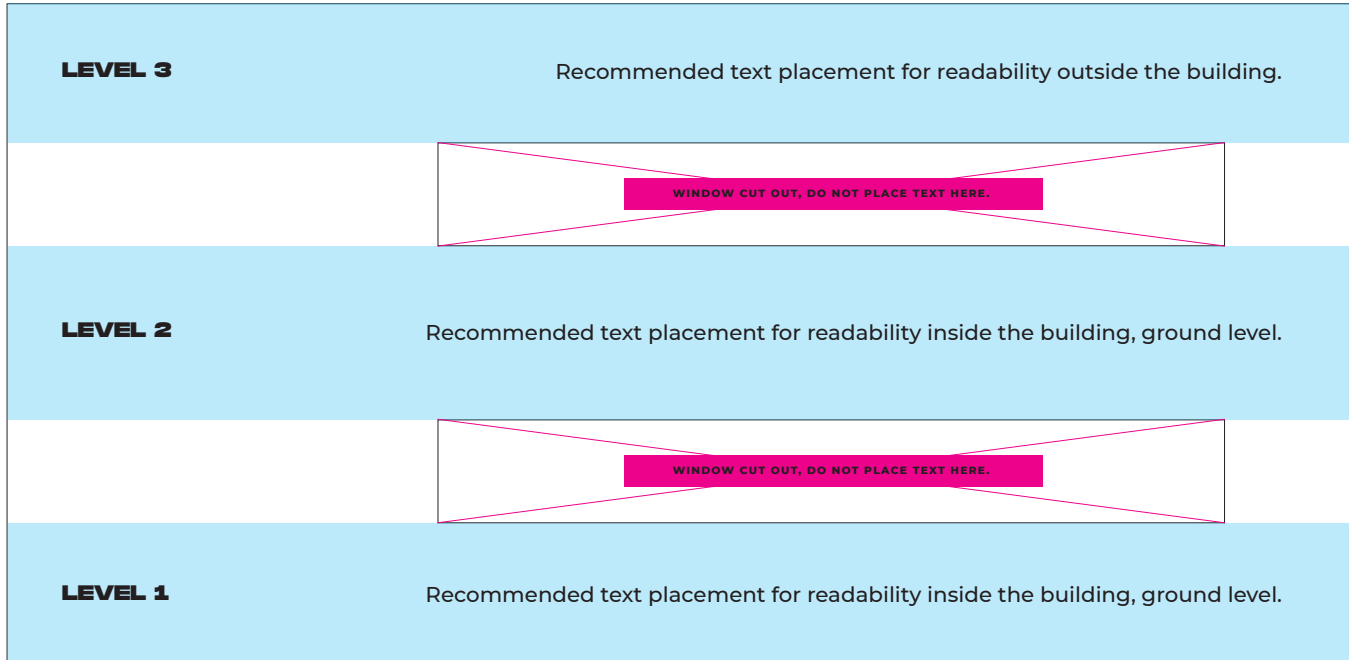 LEVEL 3
Recommended text placement for readability outside the building.
WINDOW CUT OUT, DO NOT PLACE TEXT HERE.
LEVEL 2
Recommended text placement for readability inside the building, ground level.
WINDOW CUT OUT, DO NOT PLACE TEXT HERE.
LEVEL 1
Recommended text placement for readability inside the building, ground level.